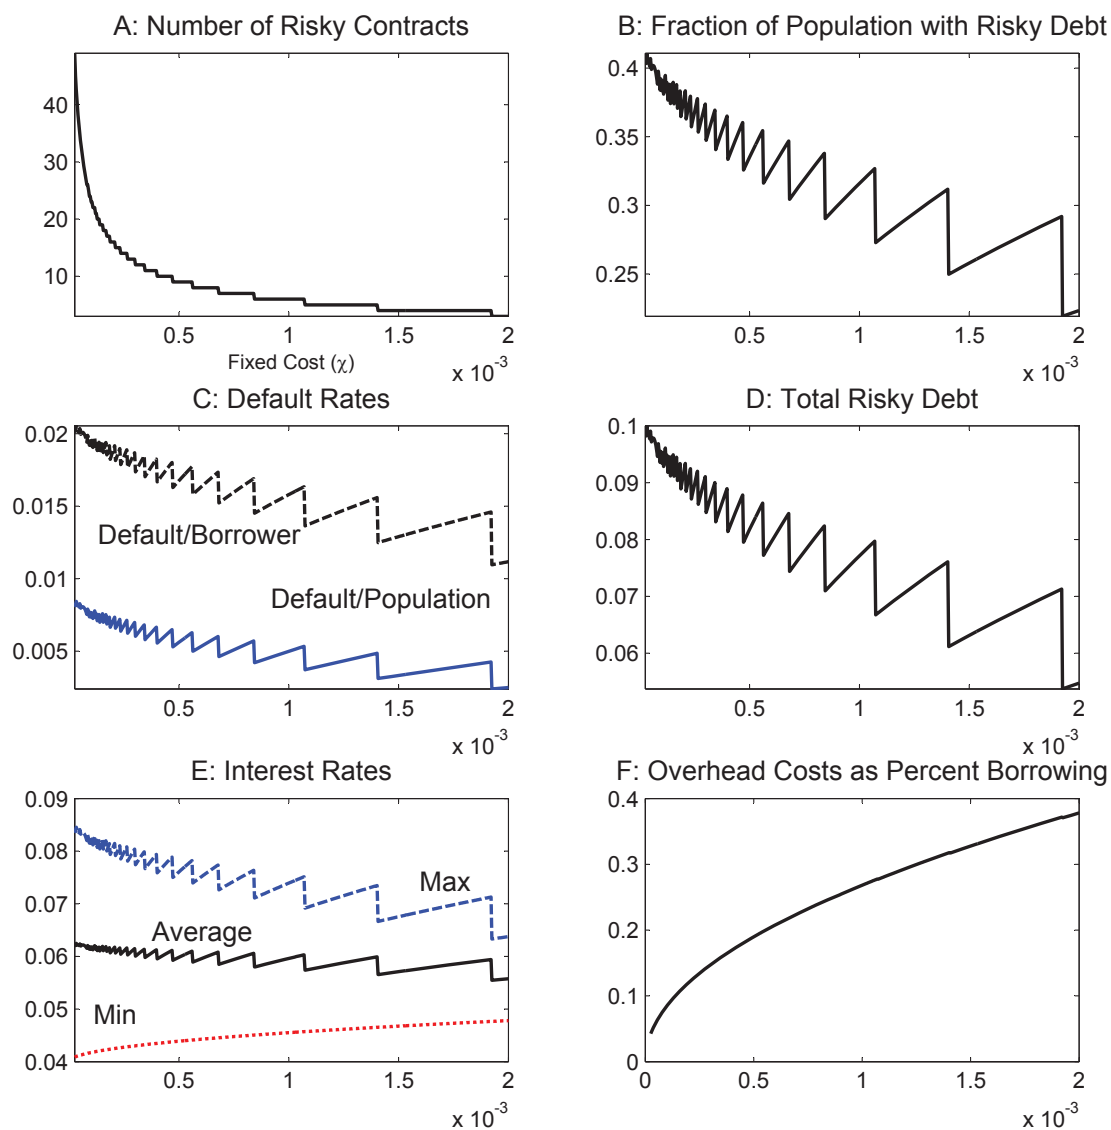 A: Number of Risky Contracts
40
30
20
10
0.5 1 1.5 2
Fixed Cost (χ)
x 10⁻³
B: Fraction of Population with Risky Debt
0.4
0.35
0.3
0.25
0.5 1 1.5 2
x 10⁻³
C: Default Rates
0.02
0.015
Default/Borrower
0.01
Default/Population
0.005
0.5 1 1.5 2
x 10⁻³
D: Total Risky Debt
0.1
0.09
0.08
0.07
0.06
0.5 1 1.5 2
x 10⁻³
E: Interest Rates
0.09
0.08
Max
0.07
Average
0.06
0.05
Min
0.04
0.5 1 1.5 2
x 10⁻³
F: Overhead Costs as Percent Borrowing
0.4
0.3
0.2
0.1
0
0 0.5 1 1.5 2
x 10⁻³